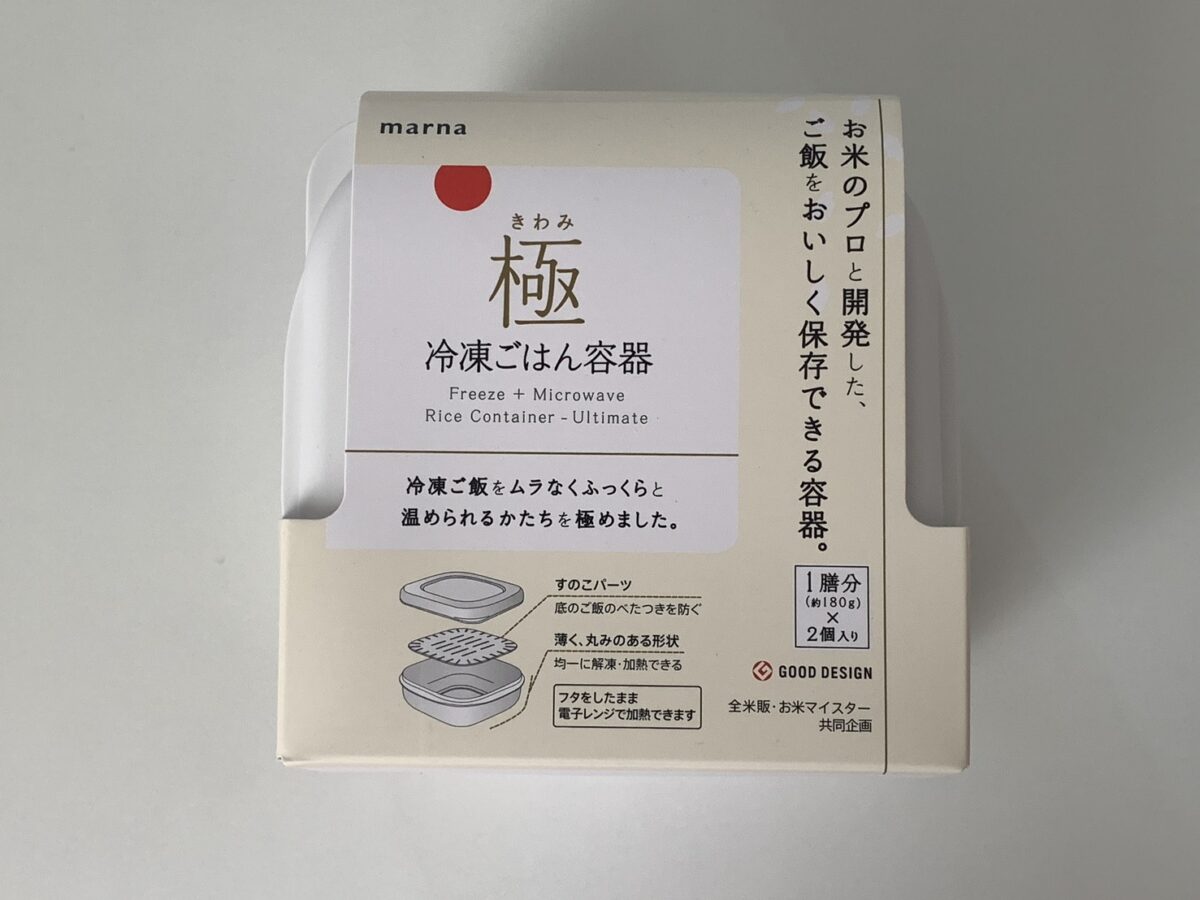 marna
きわみ
極
冷凍ごはん容器
Freeze + Microwave
Rice Container - Ultimate
冷凍ご飯をムラなくふっくらと
温められるかたちを極めました。
お米のプロと開発した、
ご飯をおいしく保存できる容器。
すのこパーツ
底のご飯のべたつきを防ぐ
薄く、丸みのある形状
均一に解凍・加熱できる
フタをしたまま
電子レンジで加熱できます
1膳分
(約180g)
×
2個入り
GOOD DESIGN
全米販・お米マイスター
共同企画